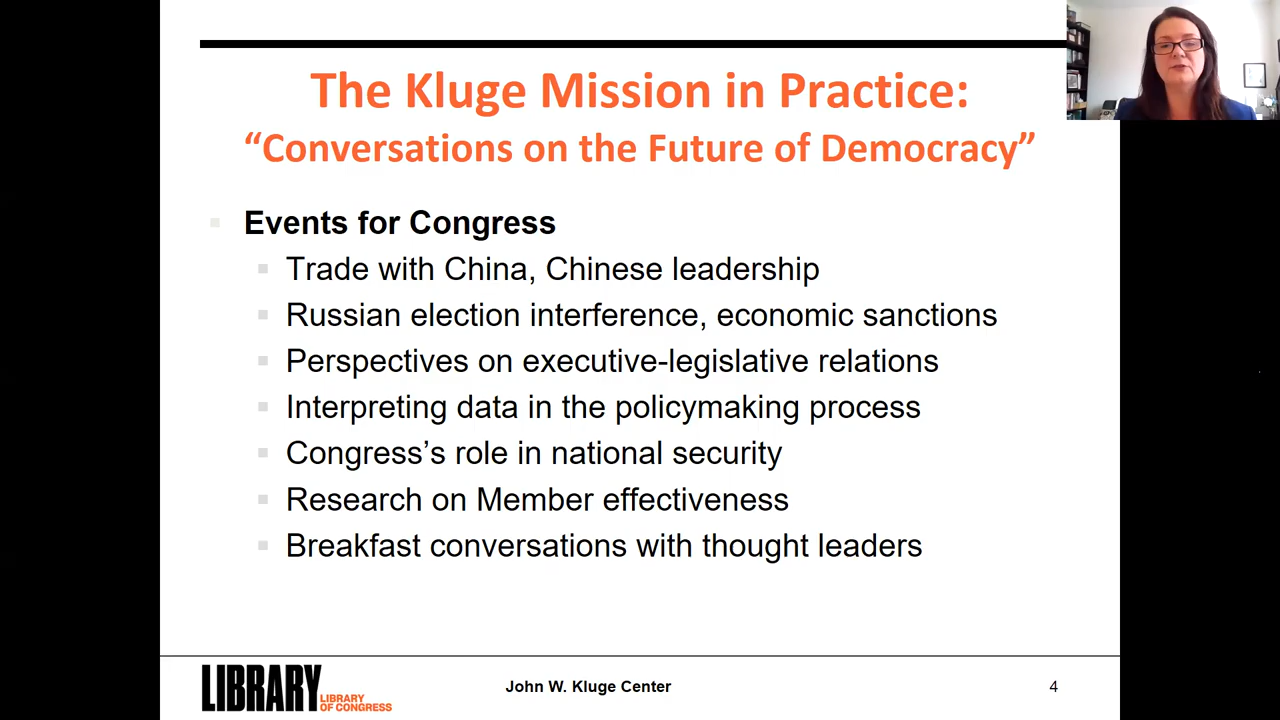 The Kluge Mission in Practice:
“Conversations on the Future of Democracy”
Events for Congress
Trade with China, Chinese leadership
Russian election interference, economic sanctions
Perspectives on executive-legislative relations
Interpreting data in the policymaking process
Congress’s role in national security
Research on Member effectiveness
Breakfast conversations with thought leaders
LIBRARY
LIBRARY
OF CONGRESS
John W. Kluge Center
4